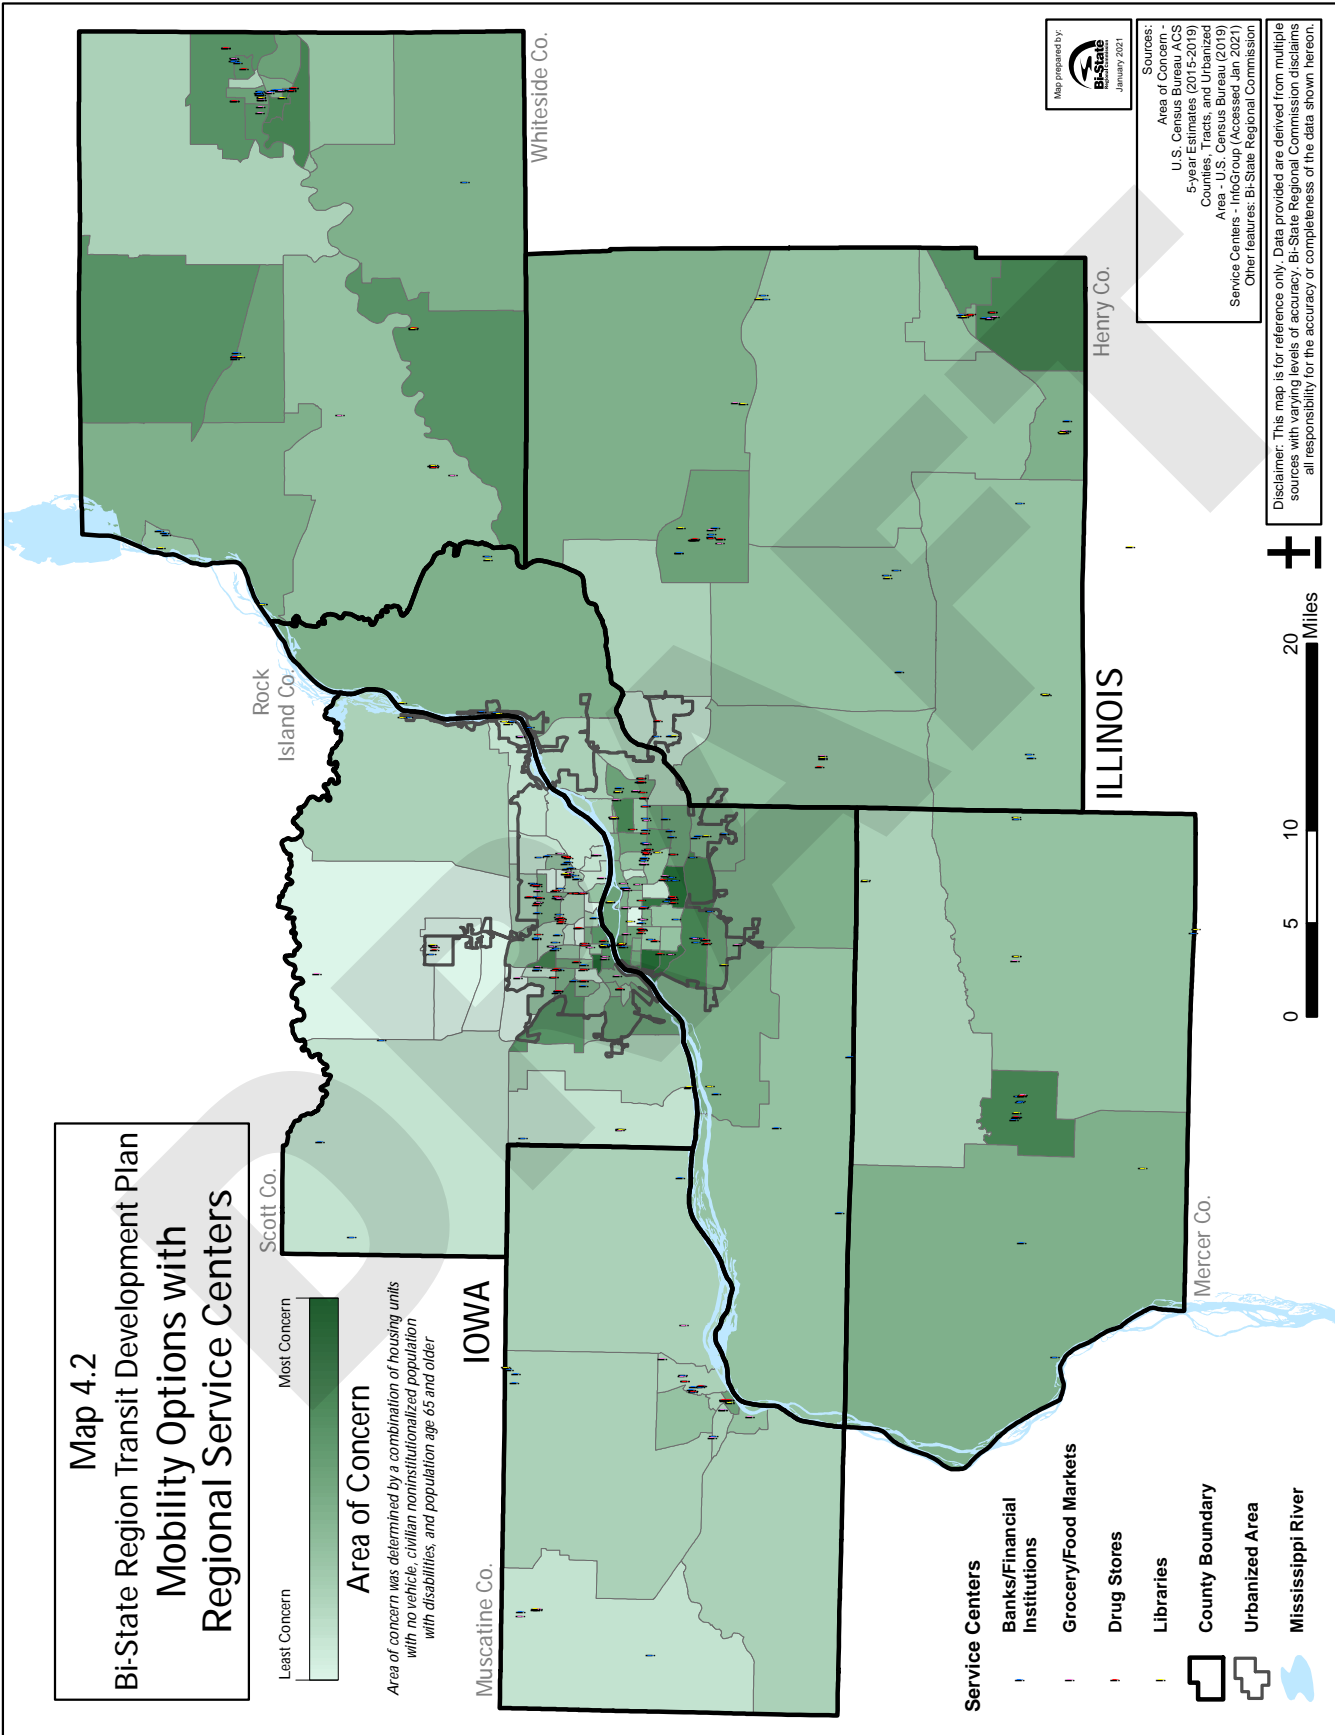 Map 4.2
Bi-State Region Transit Development Plan
Mobility Options with
Regional Service Centers
Least Concern
Most Concern
Area of Concern
Area of concern was determined by a combination of housing units
with no vehicle, civilian noninstitutionalized population
with disabilities, and population age 65 and older
Scott Co.
Rock
Island Co.
Whiteside Co.
Muscatine Co.
IOWA
ILLINOIS
Henry Co.
Mercer Co.
DRAFT
Service Centers
Banks/Financial
Institutions
Grocery/Food Markets
Drug Stores
Libraries
County Boundary
Urbanized Area
Mississippi River
0 5 10 20
Miles
Map prepared by:
Bi-State
Regional Commission
January 2021
Sources:
Area of Concern -
U.S. Census Bureau ACS
5-year Estimates (2015-2019)
Counties, Tracts, and Urbanized
Area - U.S. Census Bureau (2019)
Service Centers - InfoGroup (Accessed Jan 2021)
Other features: Bi-State Regional Commission
Disclaimer: This map is for reference only. Data provided are derived from multiple
sources with varying levels of accuracy. Bi-State Regional Commission disclaims
all responsibility for the accuracy or completeness of the data shown hereon.